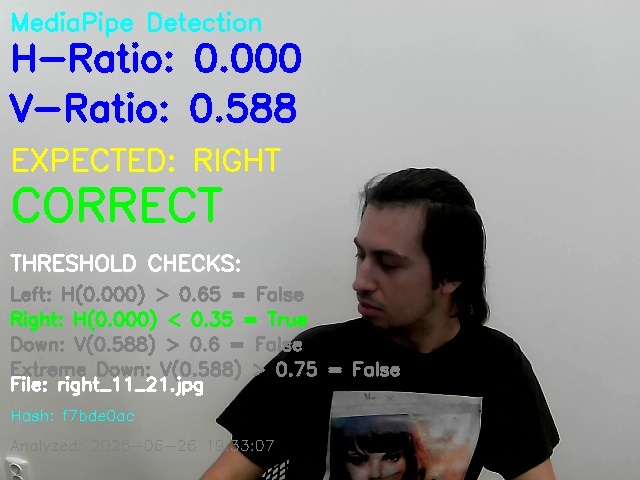 MediaPipe Detection
H-Ratio: 0.000
V-Ratio: 0.588
EXPECTED: RIGHT
CORRECT
THRESHOLD CHECKS:
Left: H(0.000) > 0.65 = False
Right: H(0.000) < 0.35 = True
Down: V(0.588) > 0.6 = False
Extreme Down: V(0.588) > 0.75 = False
File: right_11_21.jpg
Hash: f7bde0ac
Analyzed: 2025-06-26 19:33:07